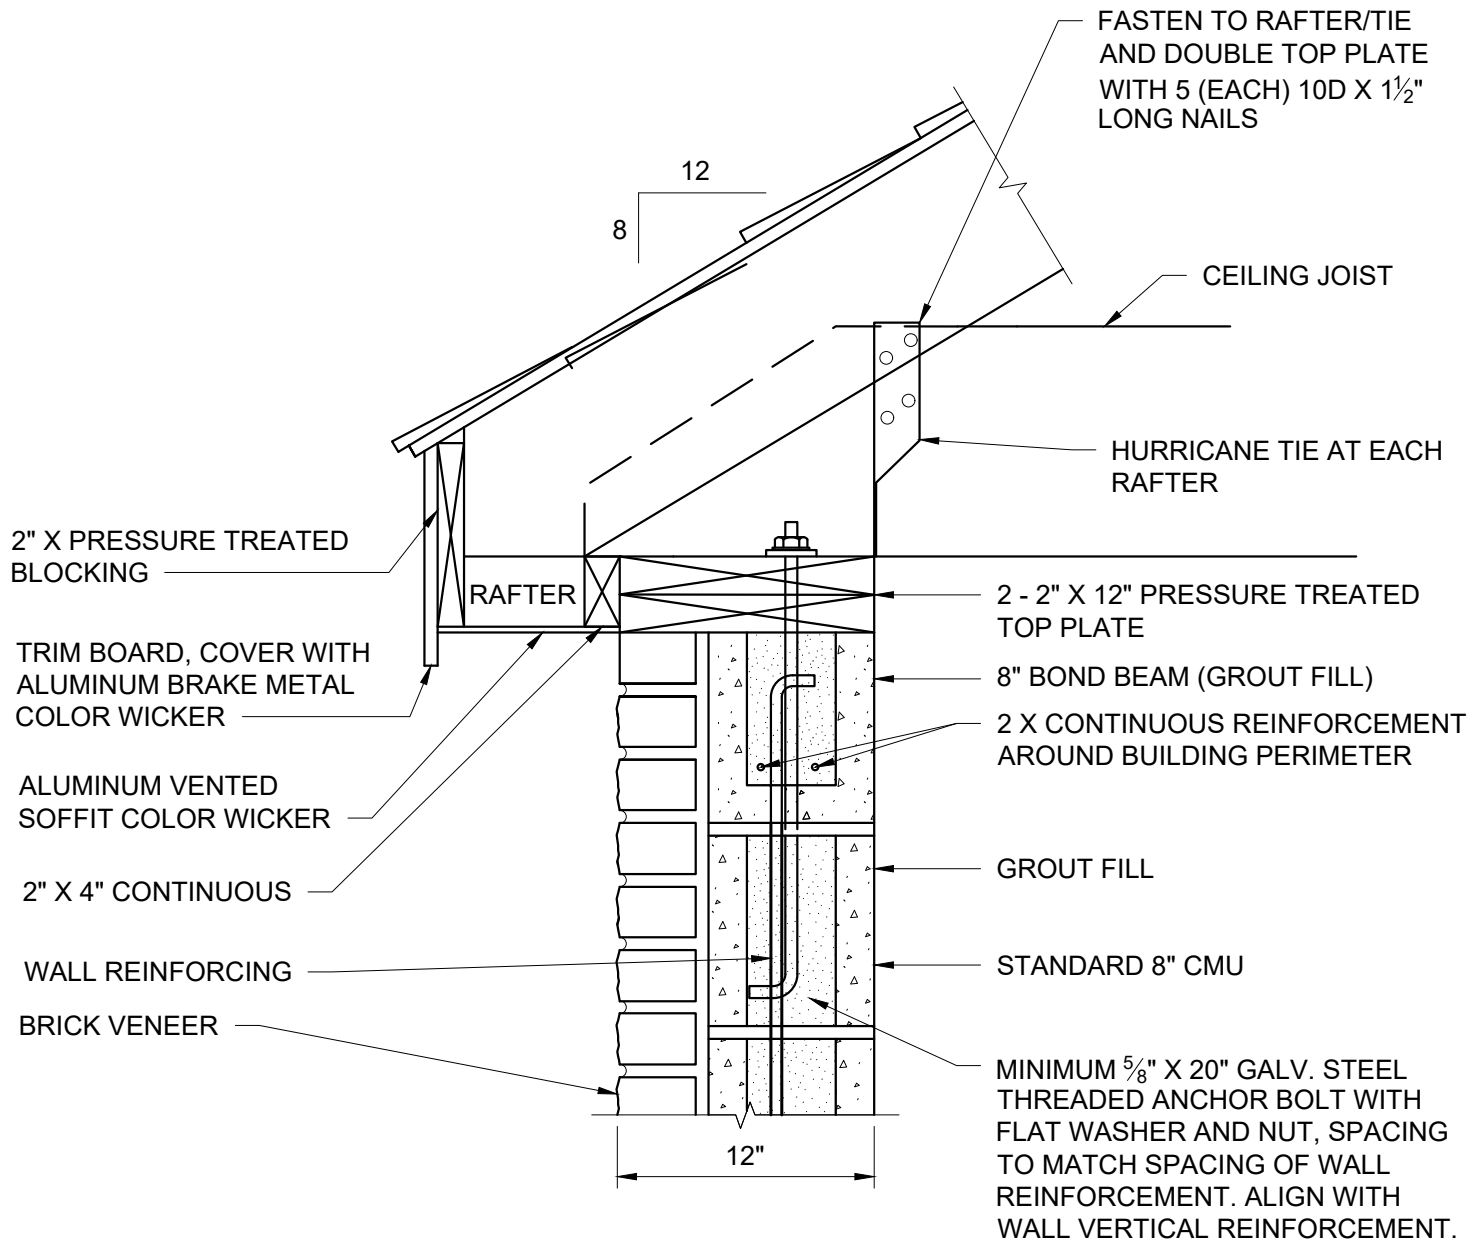 FASTEN TO RAFTER/TIE
AND DOUBLE TOP PLATE
WITH 5 (EACH) 10D X 1½"
LONG NAILS
12
8
CEILING JOIST
HURRICANE TIE AT EACH
RAFTER
2" X PRESSURE TREATED
BLOCKING
RAFTER
2 - 2" X 12" PRESSURE TREATED
TOP PLATE
TRIM BOARD, COVER WITH
ALUMINUM BRAKE METAL
COLOR WICKER
8" BOND BEAM (GROUT FILL)
2 X CONTINUOUS REINFORCEMENT
AROUND BUILDING PERIMETER
ALUMINUM VENTED
SOFFIT COLOR WICKER
2" X 4" CONTINUOUS
GROUT FILL
WALL REINFORCING
STANDARD 8" CMU
BRICK VENEER
MINIMUM ⅝" X 20" GALV. STEEL
THREADED ANCHOR BOLT WITH
FLAT WASHER AND NUT, SPACING
TO MATCH SPACING OF WALL
REINFORCEMENT. ALIGN WITH
WALL VERTICAL REINFORCEMENT.
12"